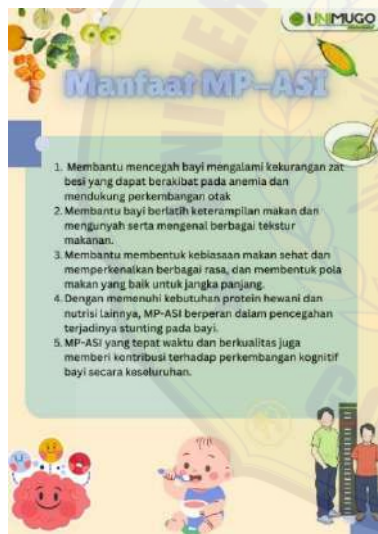 UNIMUGO
Manfaat MP-ASI
1. Membantu mencegah bayi mengalami kekurangan zat
besi yang dapat berakibat pada anemia dan
mendukung perkembangan otak
2. Membantu bayi berlatih keterampilan makan dan
mengunyah serta mengenal berbagai tekstur
makanan.
3. Membantu membentuk kebiasaan makan sehat dan
memperkenalkan berbagai rasa, dan membentuk pola
makan yang baik untuk jangka panjang.
4. Dengan memenuhi kebutuhan protein hewani dan
nutrisi lainnya, MP-ASI berperan dalam pencegahan
terjadinya stunting pada bayi.
5. MP-ASI yang tepat waktu dan berkualitas juga
memberi kontribusi terhadap perkembangan kognitif
bayi secara keseluruhan.